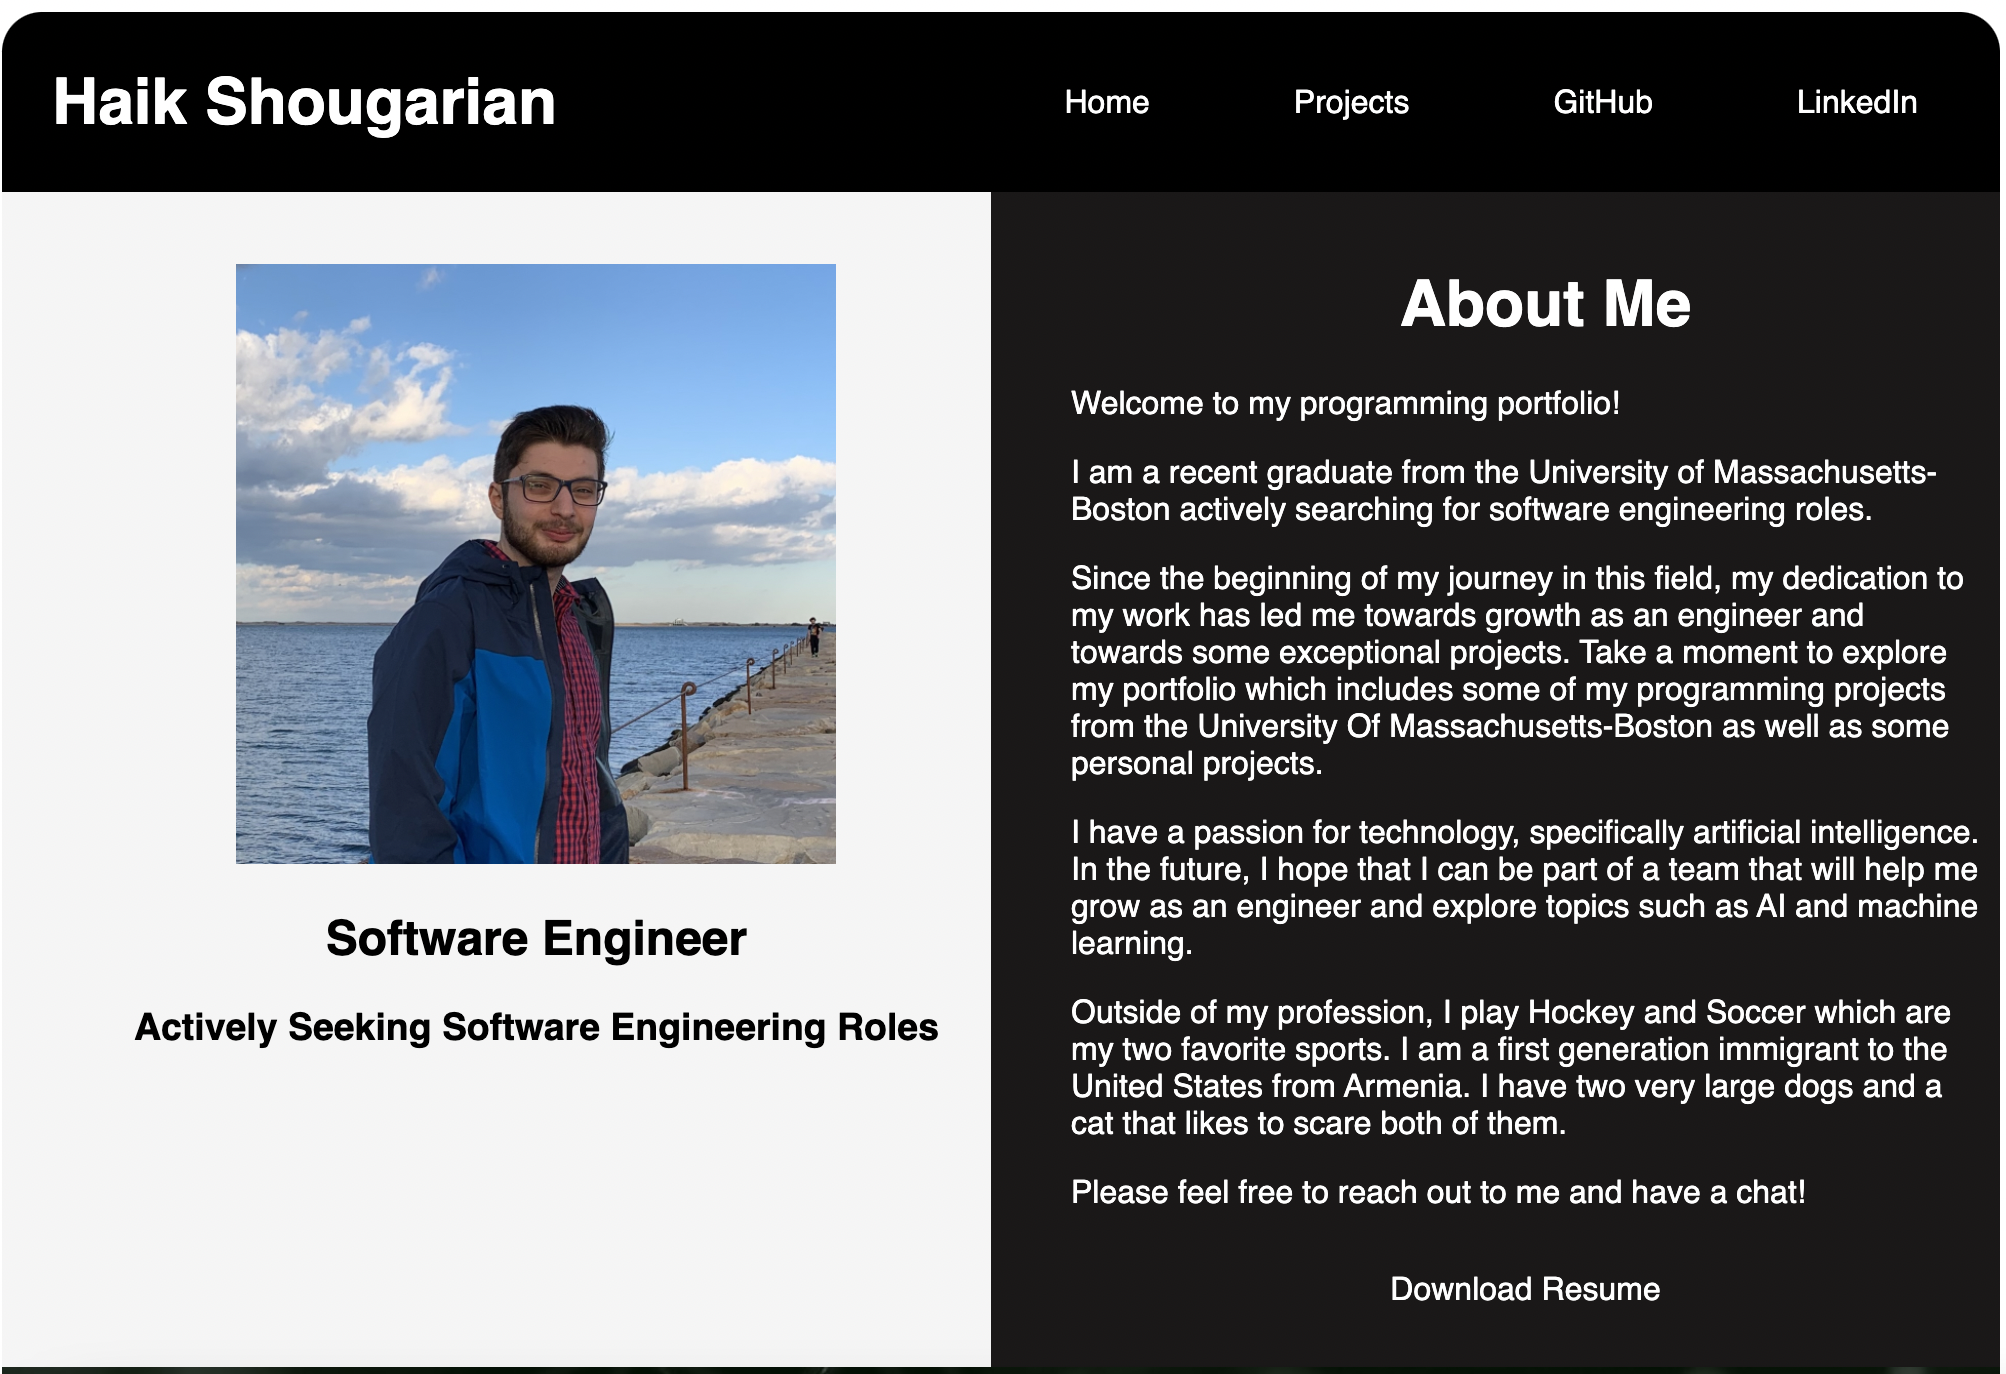 Haik Shougarian
Home
Projects
GitHub
LinkedIn
Software Engineer
Actively Seeking Software Engineering Roles
About Me
Welcome to my programming portfolio!
I am a recent graduate from the University of Massachusetts-
Boston actively searching for software engineering roles.
Since the beginning of my journey in this field, my dedication to
my work has led me towards growth as an engineer and
towards some exceptional projects. Take a moment to explore
my portfolio which includes some of my programming projects
from the University Of Massachusetts-Boston as well as some
personal projects.
I have a passion for technology, specifically artificial intelligence.
In the future, I hope that I can be part of a team that will help me
grow as an engineer and explore topics such as AI and machine
learning.
Outside of my profession, I play Hockey and Soccer which are
my two favorite sports. I am a first generation immigrant to the
United States from Armenia. I have two very large dogs and a
cat that likes to scare both of them.
Please feel free to reach out to me and have a chat!
Download Resume